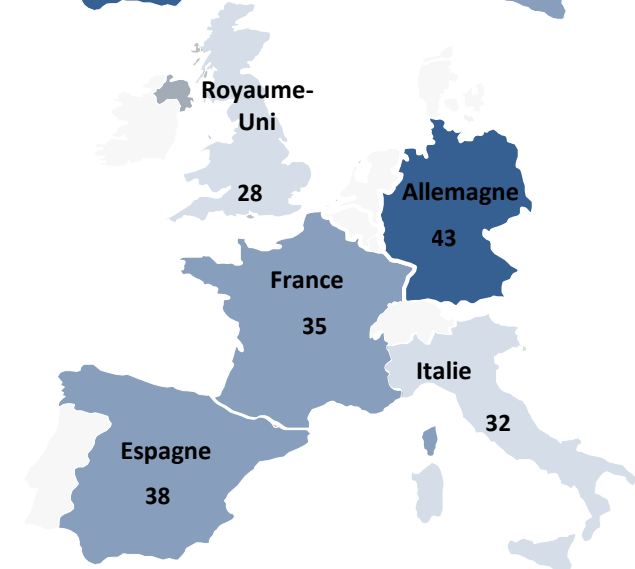 Royaume-
Uni
28
Allemagne
43
France
35
Italie
32
Espagne
38